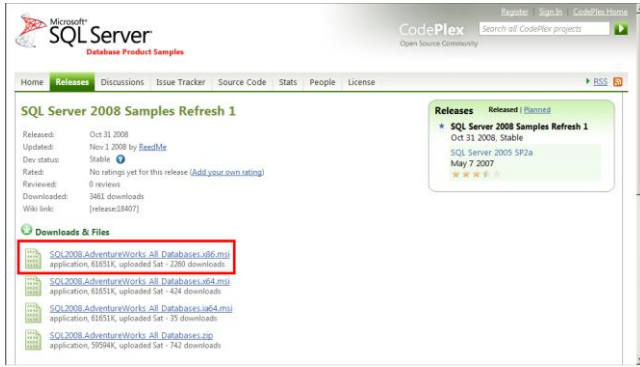 Register | Sign In | CodePlex Home
Microsoft®
SQL Server®
Database Product Samples
CodePlex
Open Source Community
Search all CodePlex projects
Home Releases Discussions Issue Tracker Source Code Stats People License
RSS
SQL Server 2008 Samples Refresh 1
Released: Oct 31 2008
Updated: Nov 1 2008 by ReedMe
Dev status: Stable
Rated: No ratings yet for this release (Add your own rating)
Reviewed: 0 reviews
Downloaded: 3461 downloads
Wiki link: [release:18407]
Releases Released | Planned
* SQL Server 2008 Samples Refresh 1
Oct 31 2008, Stable
SQL Server 2005 SP2a
May 7 2007
Downloads & Files
SQL2008.AdventureWorks All Databases.x86.msi
application, 61651K, uploaded Sat - 2260 downloads
SQL2008.AdventureWorks All Databases.x64.msi
application, 61651K, uploaded Sat - 424 downloads
SQL2008.AdventureWorks All Databases.ia64.msi
application, 61651K, uploaded Sat - 35 downloads
SQL2008.AdventureWorks All Databases.zip
application, 59594K, uploaded Sat - 742 downloads